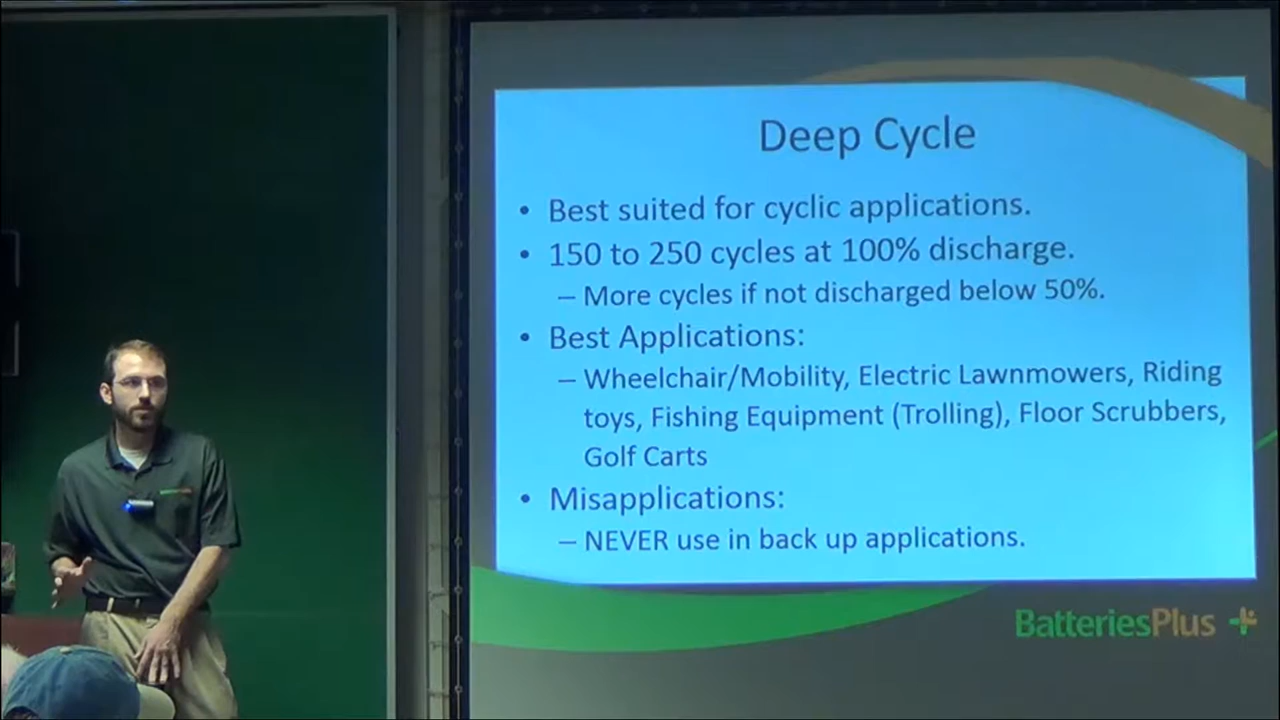 Deep Cycle
• Best suited for cyclic applications.
• 150 to 250 cycles at 100% discharge.
– More cycles if not discharged below 50%.
• Best Applications:
– Wheelchair/Mobility, Electric Lawnmowers, Riding
toys, Fishing Equipment (Trolling), Floor Scrubbers,
Golf Carts
• Misapplications:
– NEVER use in back up applications.
BatteriesPlus